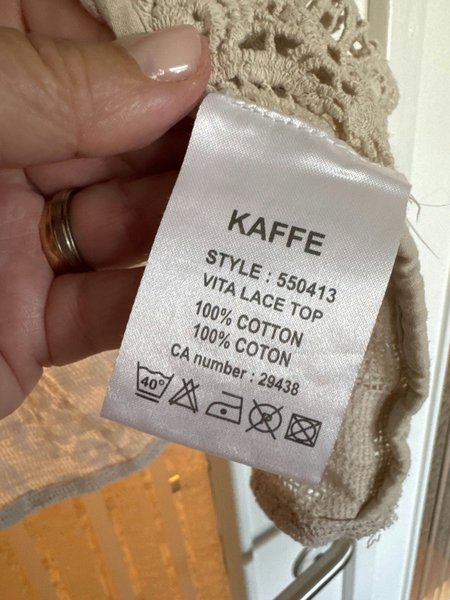 KAFFE
STYLE : 550413
VITA LACE TOP
100% COTTON
100% COTON
CA number : 29438
40°